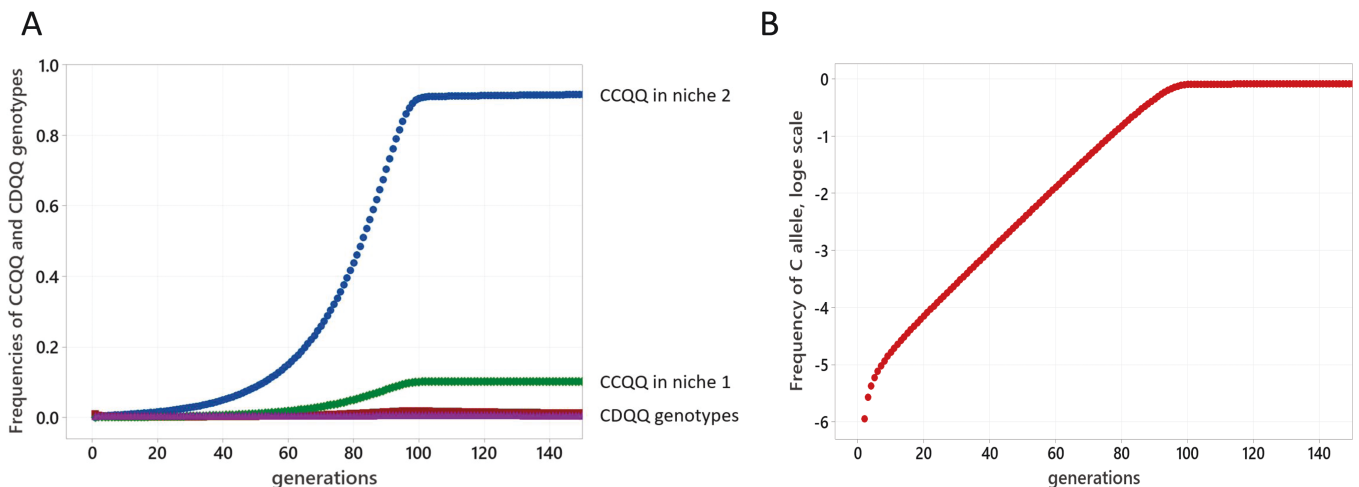 A
Frequencies of CCQQ and CDQQ genotypes
1.0
0.8
0.6
0.4
0.2
0.0
0 20 40 60 80 100 120 140
generations
CCQQ in niche 2
CCQQ in niche 1
CDQQ genotypes
B
Frequency of C allele, loge scale
0
-1
-2
-3
-4
-5
-6
0 20 40 60 80 100 120 140
generations